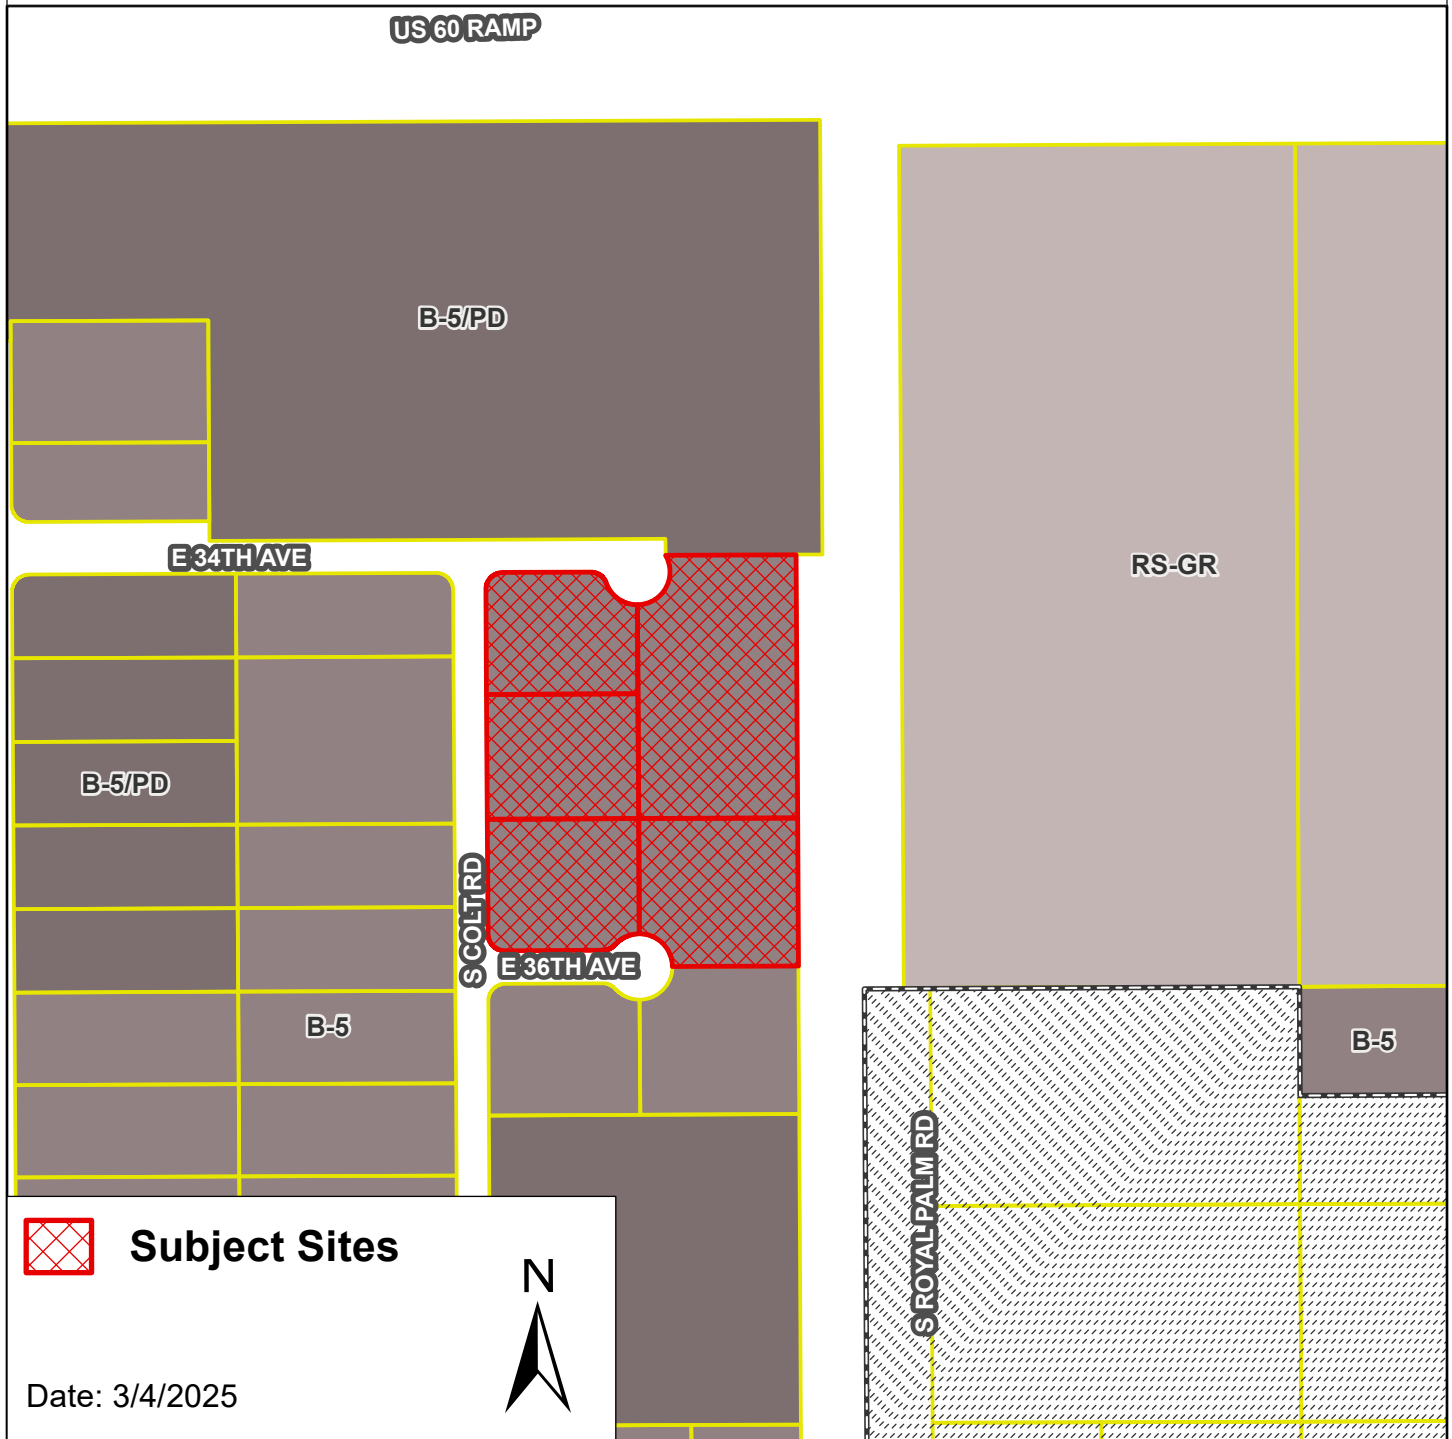 US 60 RAMP
B-5/PD
E 34TH AVE
RS-GR
B-5/PD
S COLT RD
E 36TH AVE
B-5
B-5
S ROYAL PALM RD
Subject Sites
N
Date: 3/4/2025